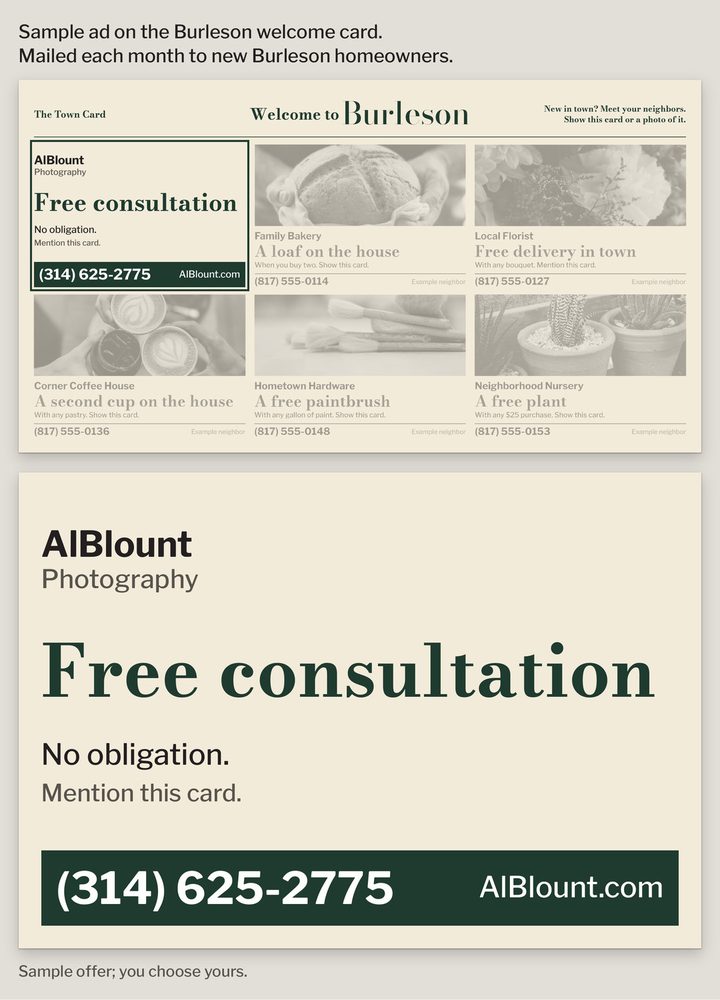 Sample ad on the Burleson welcome card.
Mailed each month to new Burleson homeowners.
The Town Card
Welcome to Burleson
New in town? Meet your neighbors.
Show this card or a photo of it.
AlBlount
Photography
Free consultation
No obligation.
Mention this card.
(314) 625-2775 AlBlount.com
Family Bakery
A loaf on the house
When you buy two. Show this card.
(817) 555-0114 Example neighbor
Local Florist
Free delivery in town
With any bouquet. Mention this card.
(817) 555-0127 Example neighbor
Corner Coffee House
A second cup on the house
With any pastry. Show this card.
(817) 555-0136 Example neighbor
Hometown Hardware
A free paintbrush
With any gallon of paint. Show this card.
(817) 555-0148 Example neighbor
Neighborhood Nursery
A free plant
With any $25 purchase. Show this card.
(817) 555-0153 Example neighbor
AlBlount
Photography
Free consultation
No obligation.
Mention this card.
(314) 625-2775 AlBlount.com
Sample offer; you choose yours.